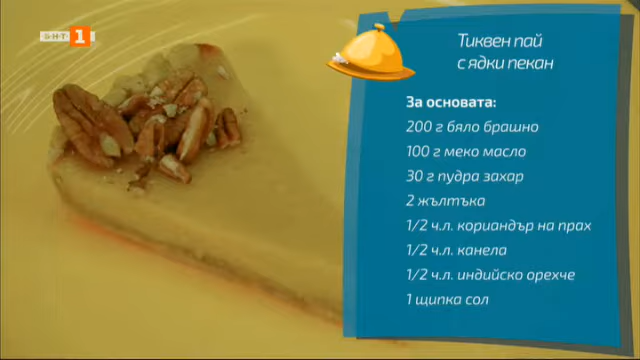 БНТ 1
Тиквен пай
с ядки пекан
За основата:
200 г бяло брашно
100 г меко масло
30 г пудра захар
2 жълтъка
1/2 ч.л. кориандър на прах
1/2 ч.л. канела
1/2 ч.л. индийско орехче
1 щипка сол